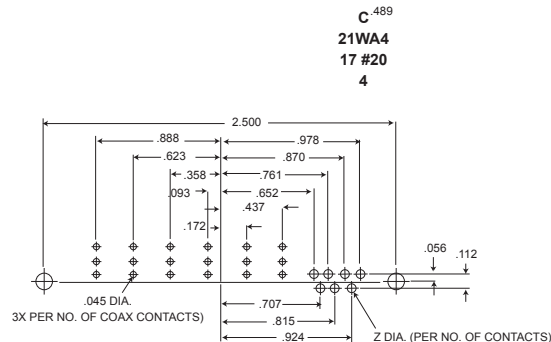 C .489
21WA4
17 #20
4
2.500
.888 .978
.623 .870
.358 .761
.093 .652
.437
.172
.056 .112
.045 DIA.
3X PER NO. OF COAX CONTACTS)
.707
.815
.924
Z DIA. (PER NO. OF CONTACTS)